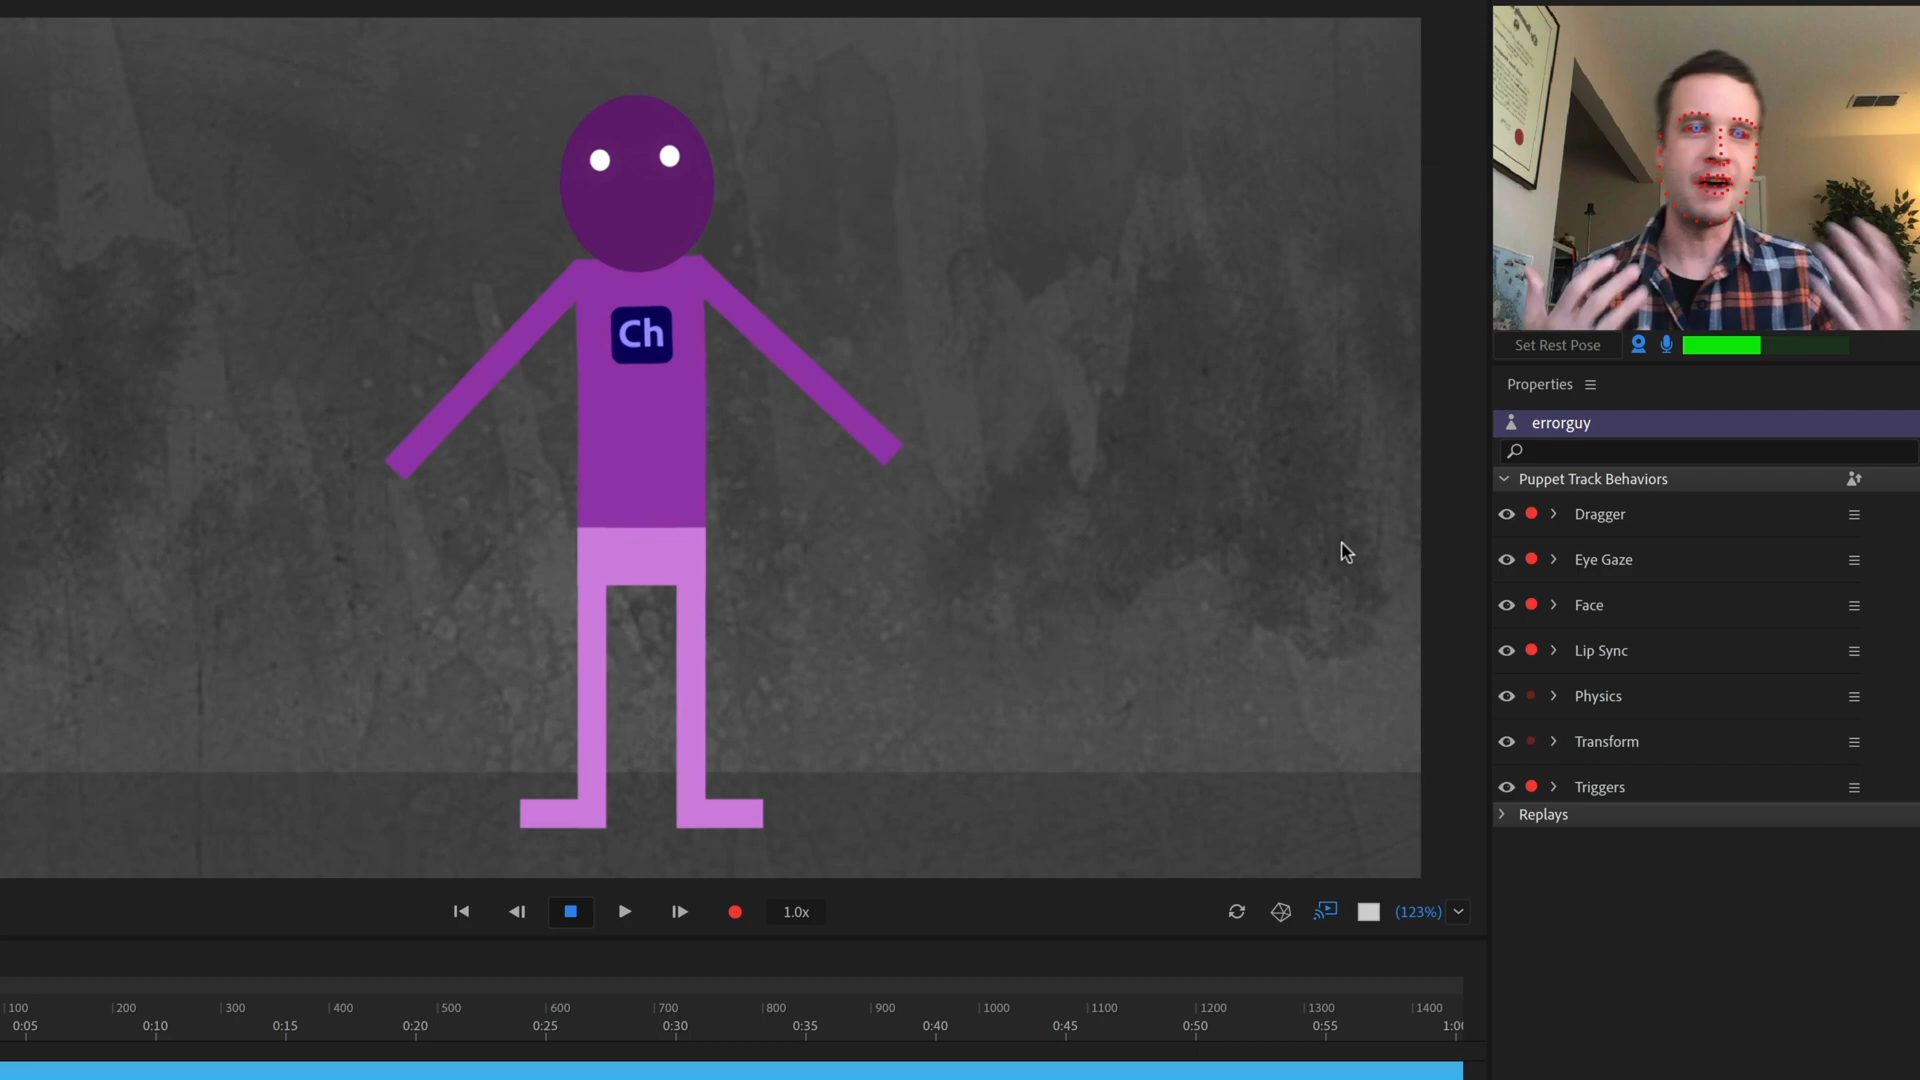 Ch
Set Rest Pose
Properties
errorguy
Puppet Track Behaviors
Dragger
Eye Gaze
Face
Lip Sync
Physics
Transform
Triggers
Replays
1.0x
(123%)
100 200 300 400 500 600 700 800 900 1000 1100 1200 1300 1400
0:05 0:10 0:15 0:20 0:25 0:30 0:35 0:40 0:45 0:50 0:55